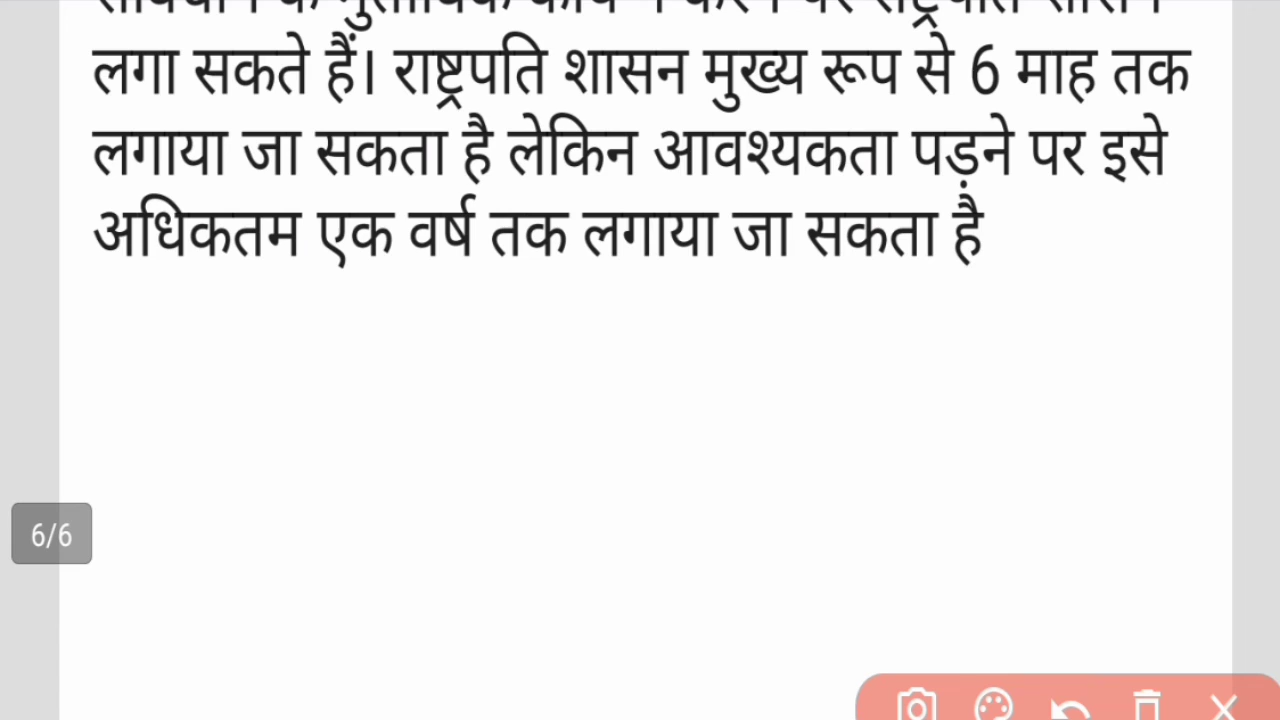 लगा सकते हैं। राष्ट्रपति शासन मुख्य रूप से 6 माह तक
लगाया जा सकता है लेकिन आवश्यकता पड़ने पर इसे
अधिकतम एक वर्ष तक लगाया जा सकता है
6/6